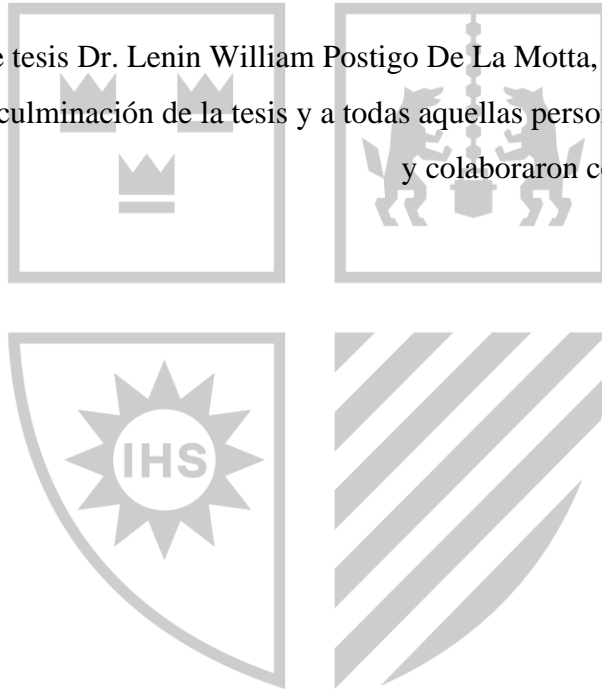 e tesis Dr. Lenin William Postigo De La Motta,
culminación de la tesis y a todas aquellas perso
y colaboraron c
IHS